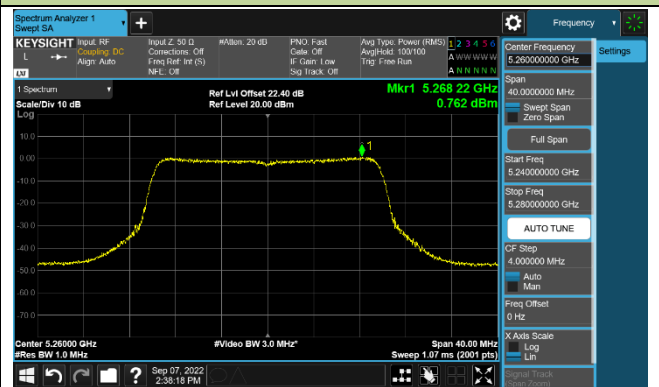 Spectrum Analyzer 1
Swept SA
Frequency
KEYSIGHT
L
LXI
Input: RF
Coupling: DC
Align: Auto
Input Z: 50 Ω
Corrections: Off
Freq Ref: Int (S)
NFE: Off
#Atten: 20 dB
PNO: Fast
Gate: Off
IF Gain: Low
Sig Track: Off
Avg Type: Power (RMS)
Avg|Hold: 100/100
Trig: Free Run
1 2 3 4 5 6
A W W W W W
A N N N N N
1 Spectrum
Scale/Div 10 dB
Log
Ref Lvl Offset 22.40 dB
Ref Level 20.00 dBm
Mkr1 5.268 22 GHz
0.762 dBm
1
10.0
0.00
-10.0
-20.0
-30.0
-40.0
-50.0
-60.0
-70.0
Center 5.26000 GHz
#Res BW 1.0 MHz
#Video BW 3.0 MHz*
Span 40.00 MHz
Sweep 1.07 ms (2001 pts)
Sep 07, 2022
2:38:18 PM
Center Frequency
5.260000000 GHz
Span
40.0000000 MHz
Swept Span
Zero Span
Full Span
Start Freq
5.240000000 GHz
Stop Freq
5.280000000 GHz
AUTO TUNE
CF Step
4.000000 MHz
Auto
Man
Freq Offset
0 Hz
X Axis Scale
Log
Lin
Signal Track
(Span Zoom)
Settings